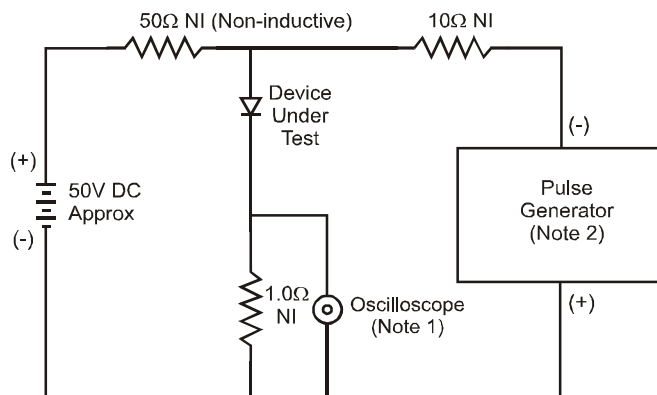 50Ω NI (Non-inductive)
10Ω NI
Device
Under
Test
(-)
(+)
50V DC
Approx
(-)
Pulse
Generator
(Note 2)
1.0Ω
NI
Oscilloscope
(Note 1)
(+)